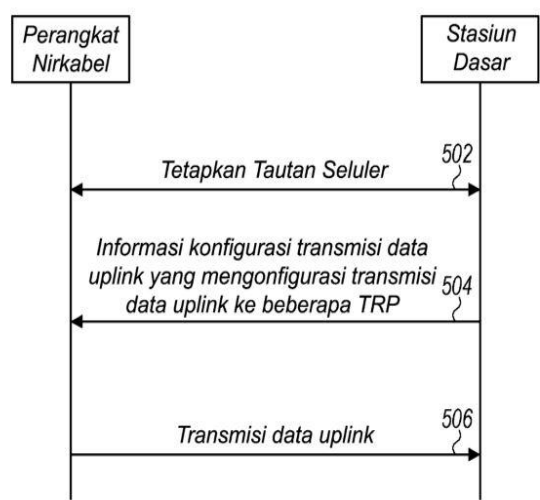 Perangkat
Nirkabel
Stasiun
Dasar
502
Tetapkan Tautan Seluler
Informasi konfigurasi transmisi data
uplink yang mengonfigurasi transmisi
data uplink ke beberapa TRP
504
506
Transmisi data uplink